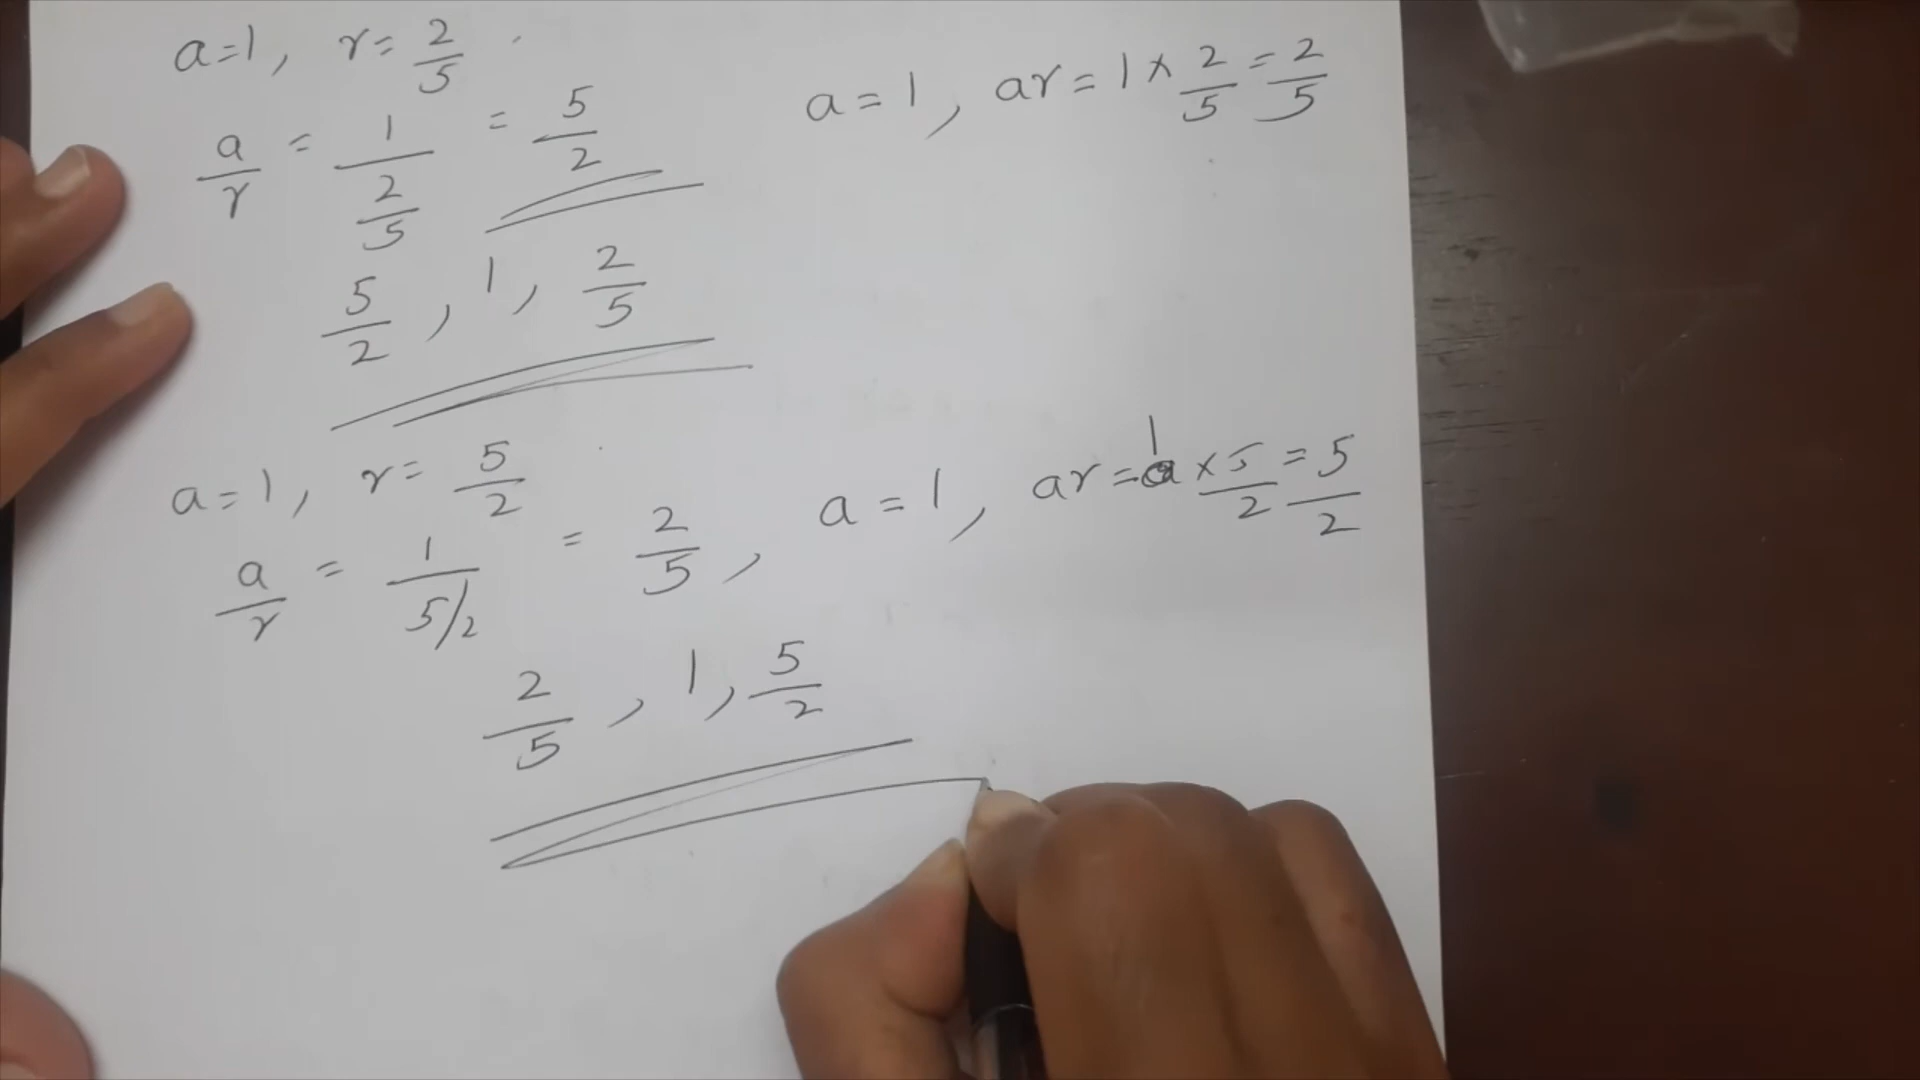 a=1, r=2/5
a/r = 1/(2/5) = 5/2
a=1, ar=1×2/5=2/5
5/2, 1, 2/5
a=1, r=5/2
a/r = 1/(5/2) = 2/5, a=1, ar=1×5/2=5/2
2/5, 1, 5/2